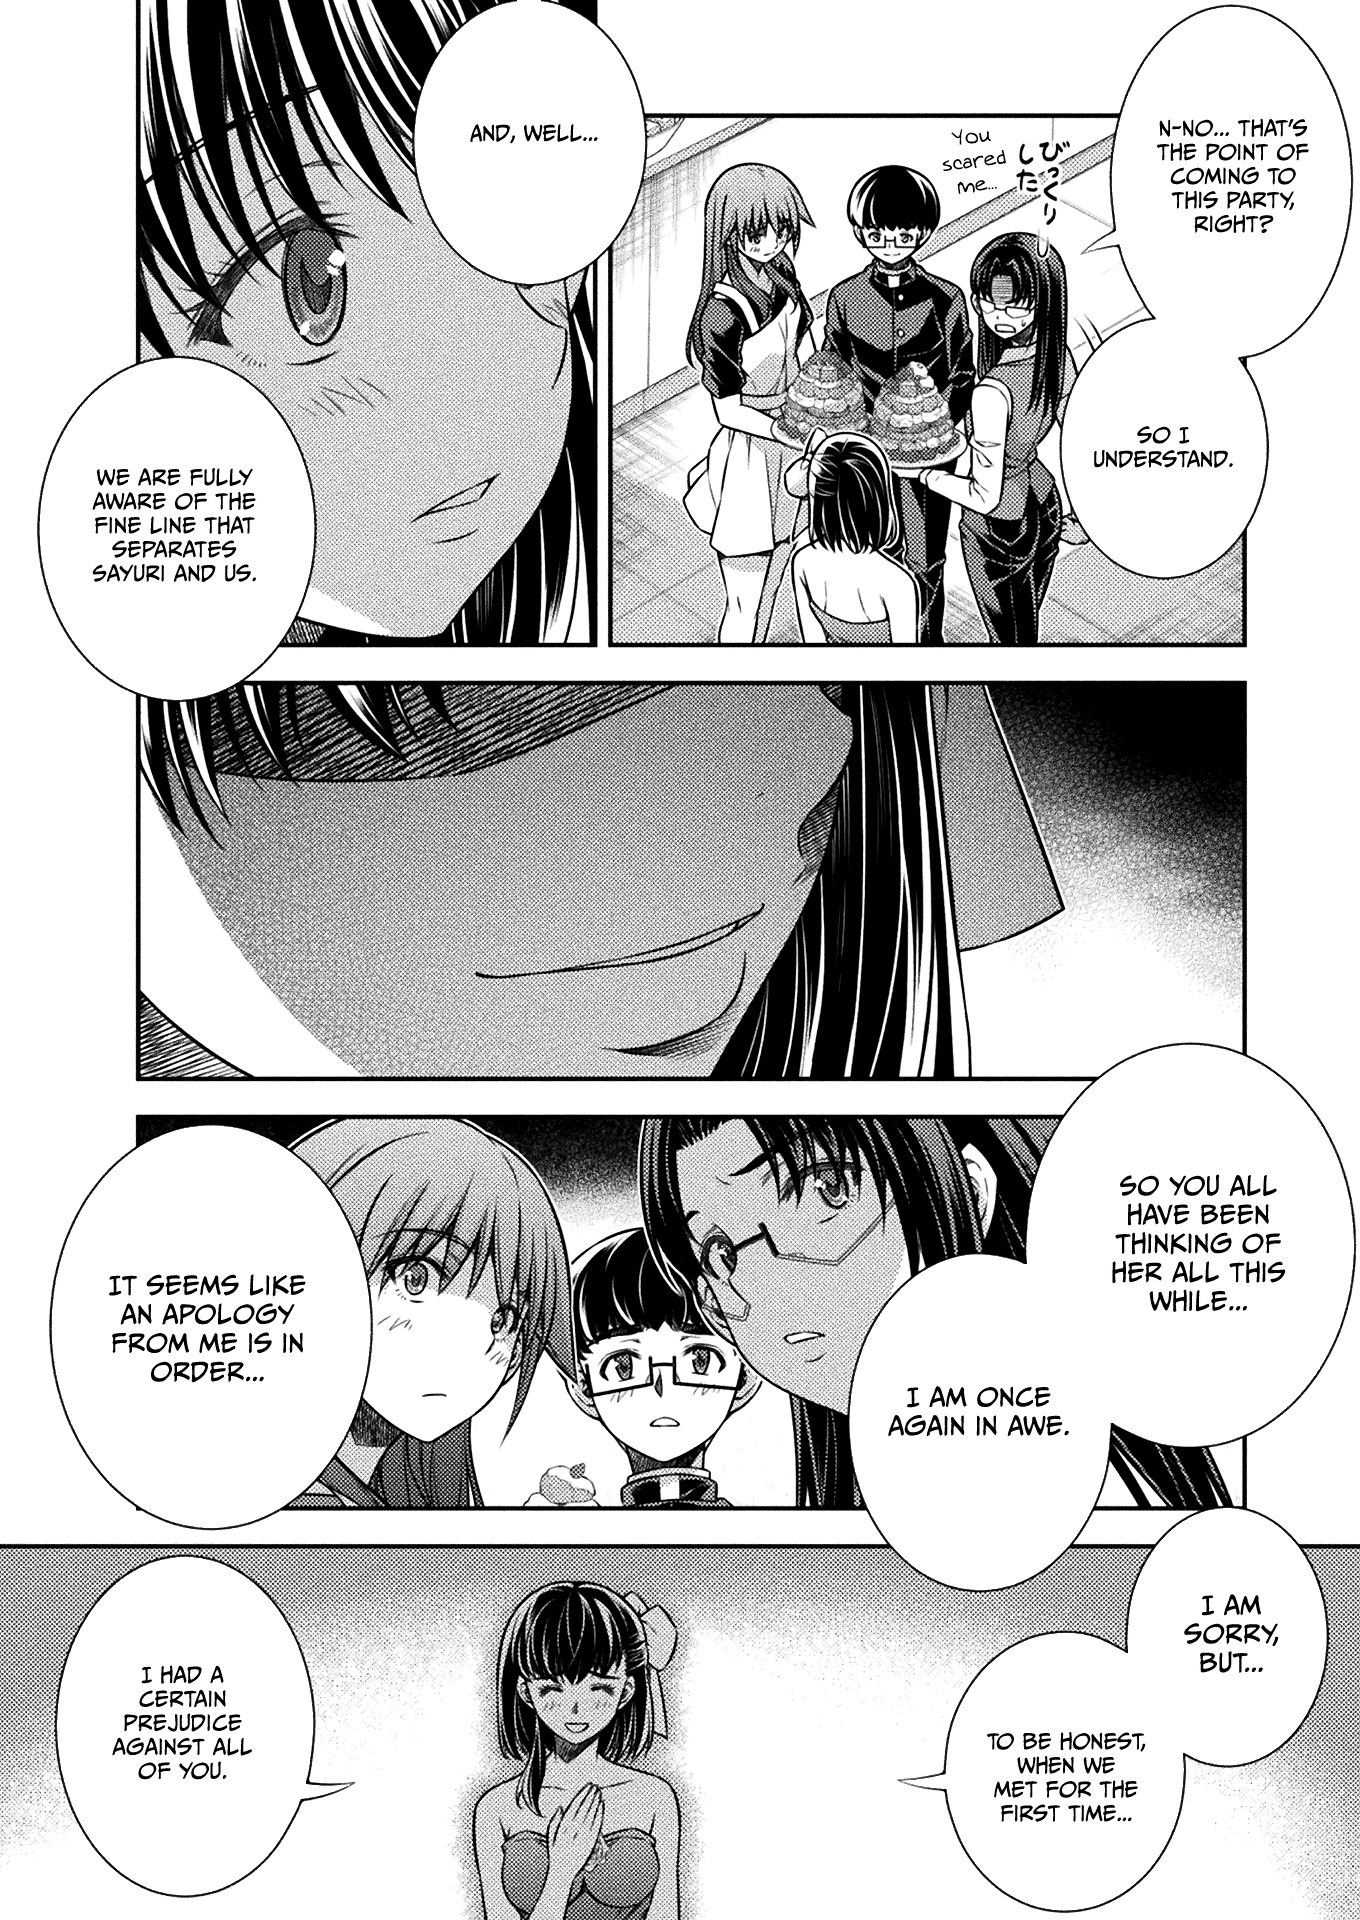 N-NO... THAT'S
THE POINT OF
COMING TO
THIS PARTY,
RIGHT?
SO I
UNDERSTAND.
びっくり
した
You
scared
me...
AND, WELL...
WE ARE FULLY
AWARE OF THE
FINE LINE THAT
SEPARATES
SAYURI AND US.
SO YOU ALL
HAVE BEEN
THINKING OF
HER ALL THIS
WHILE...
I AM ONCE
AGAIN IN AWE.
IT SEEMS LIKE
AN APOLOGY
FROM ME IS IN
ORDER...
I AM
SORRY,
BUT...
TO BE HONEST,
WHEN WE
MET FOR THE
FIRST TIME...
I HAD A
CERTAIN
PREJUDICE
AGAINST ALL
OF YOU.